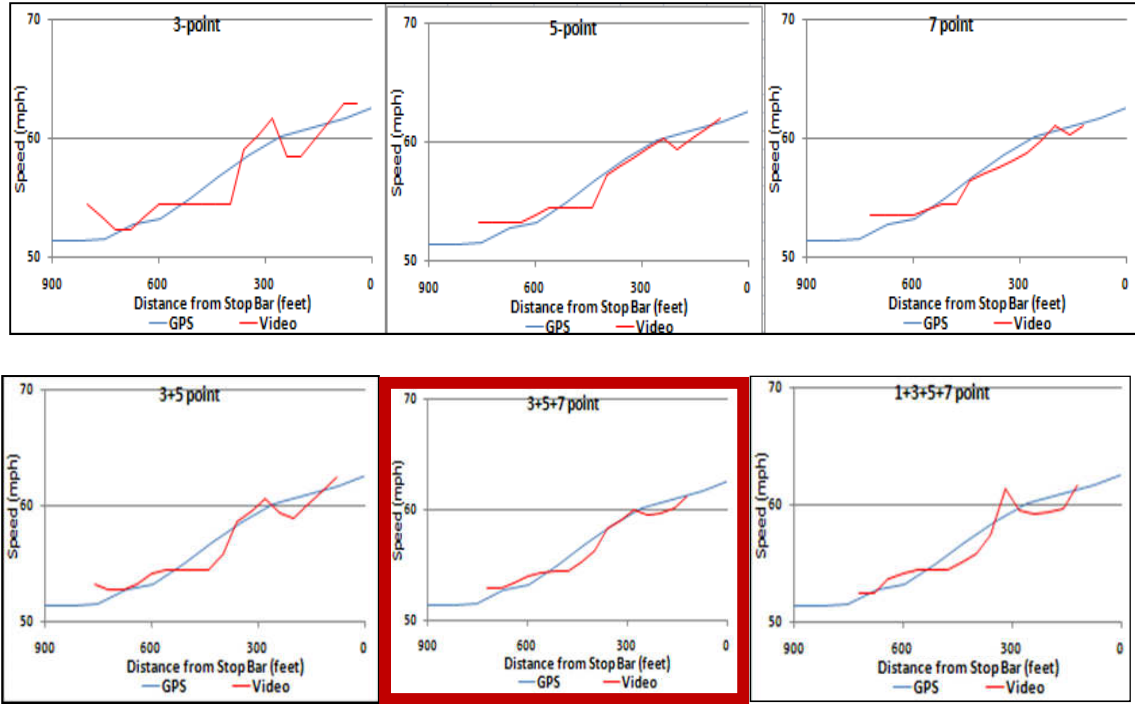 3-point
70
60
50
Speed (mph)
900 600 300 0
Distance from Stop Bar (feet)
GPS Video
5-point
70
60
50
Speed (mph)
900 600 300 0
Distance from Stop Bar (feet)
GPS Video
7 point
70
60
50
Speed (mph)
900 600 300 0
Distance from Stop Bar (feet)
GPS Video
3+5 point
70
60
50
Speed (mph)
900 600 300 0
Distance from Stop Bar (feet)
GPS Video
3+5+7 point
70
60
50
Speed (mph)
900 600 300 0
Distance from Stop Bar (feet)
GPS Video
1+3+5+7 point
70
60
50
Speed (mph)
900 600 300 0
Distance from Stop Bar (feet)
GPS Video